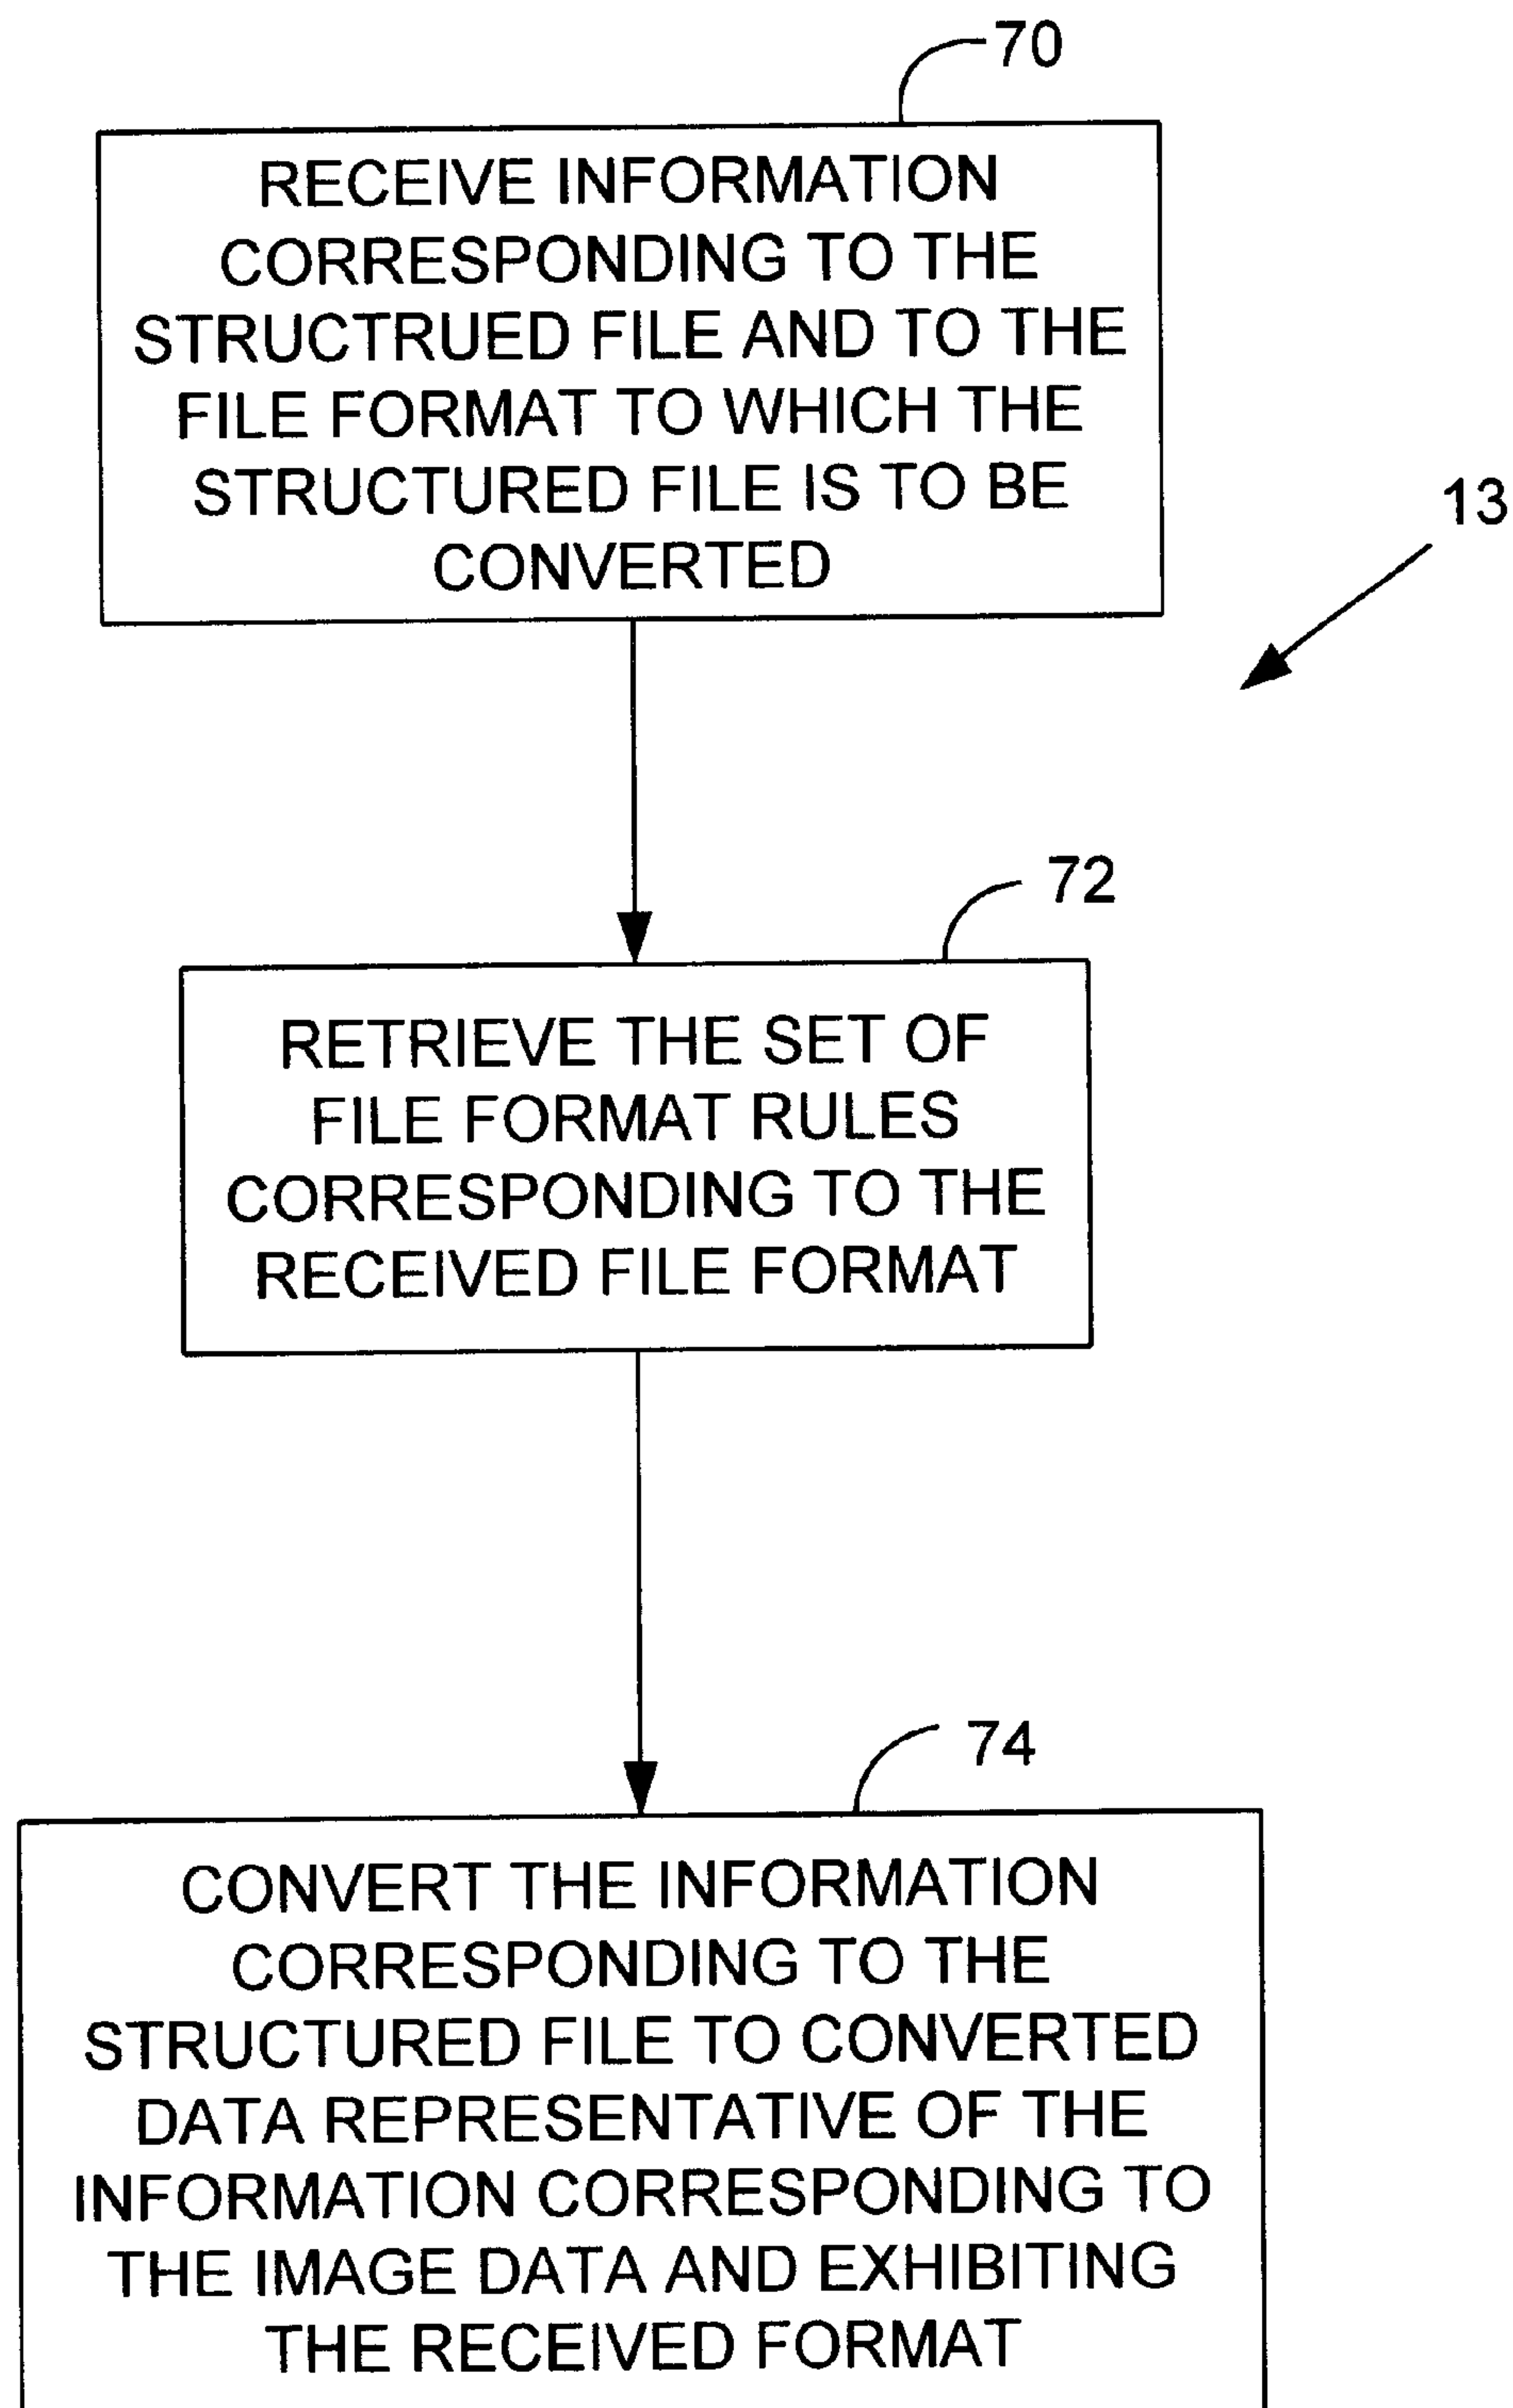 70
RECEIVE INFORMATION
CORRESPONDING TO THE
STRUCTRUED FILE AND TO THE
FILE FORMAT TO WHICH THE
STRUCTURED FILE IS TO BE
CONVERTED
13
72
RETRIEVE THE SET OF
FILE FORMAT RULES
CORRESPONDING TO THE
RECEIVED FILE FORMAT
74
CONVERT THE INFORMATION
CORRESPONDING TO THE
STRUCTURED FILE TO CONVERTED
DATA REPRESENTATIVE OF THE
INFORMATION CORRESPONDING TO
THE IMAGE DATA AND EXHIBITING
THE RECEIVED FORMAT